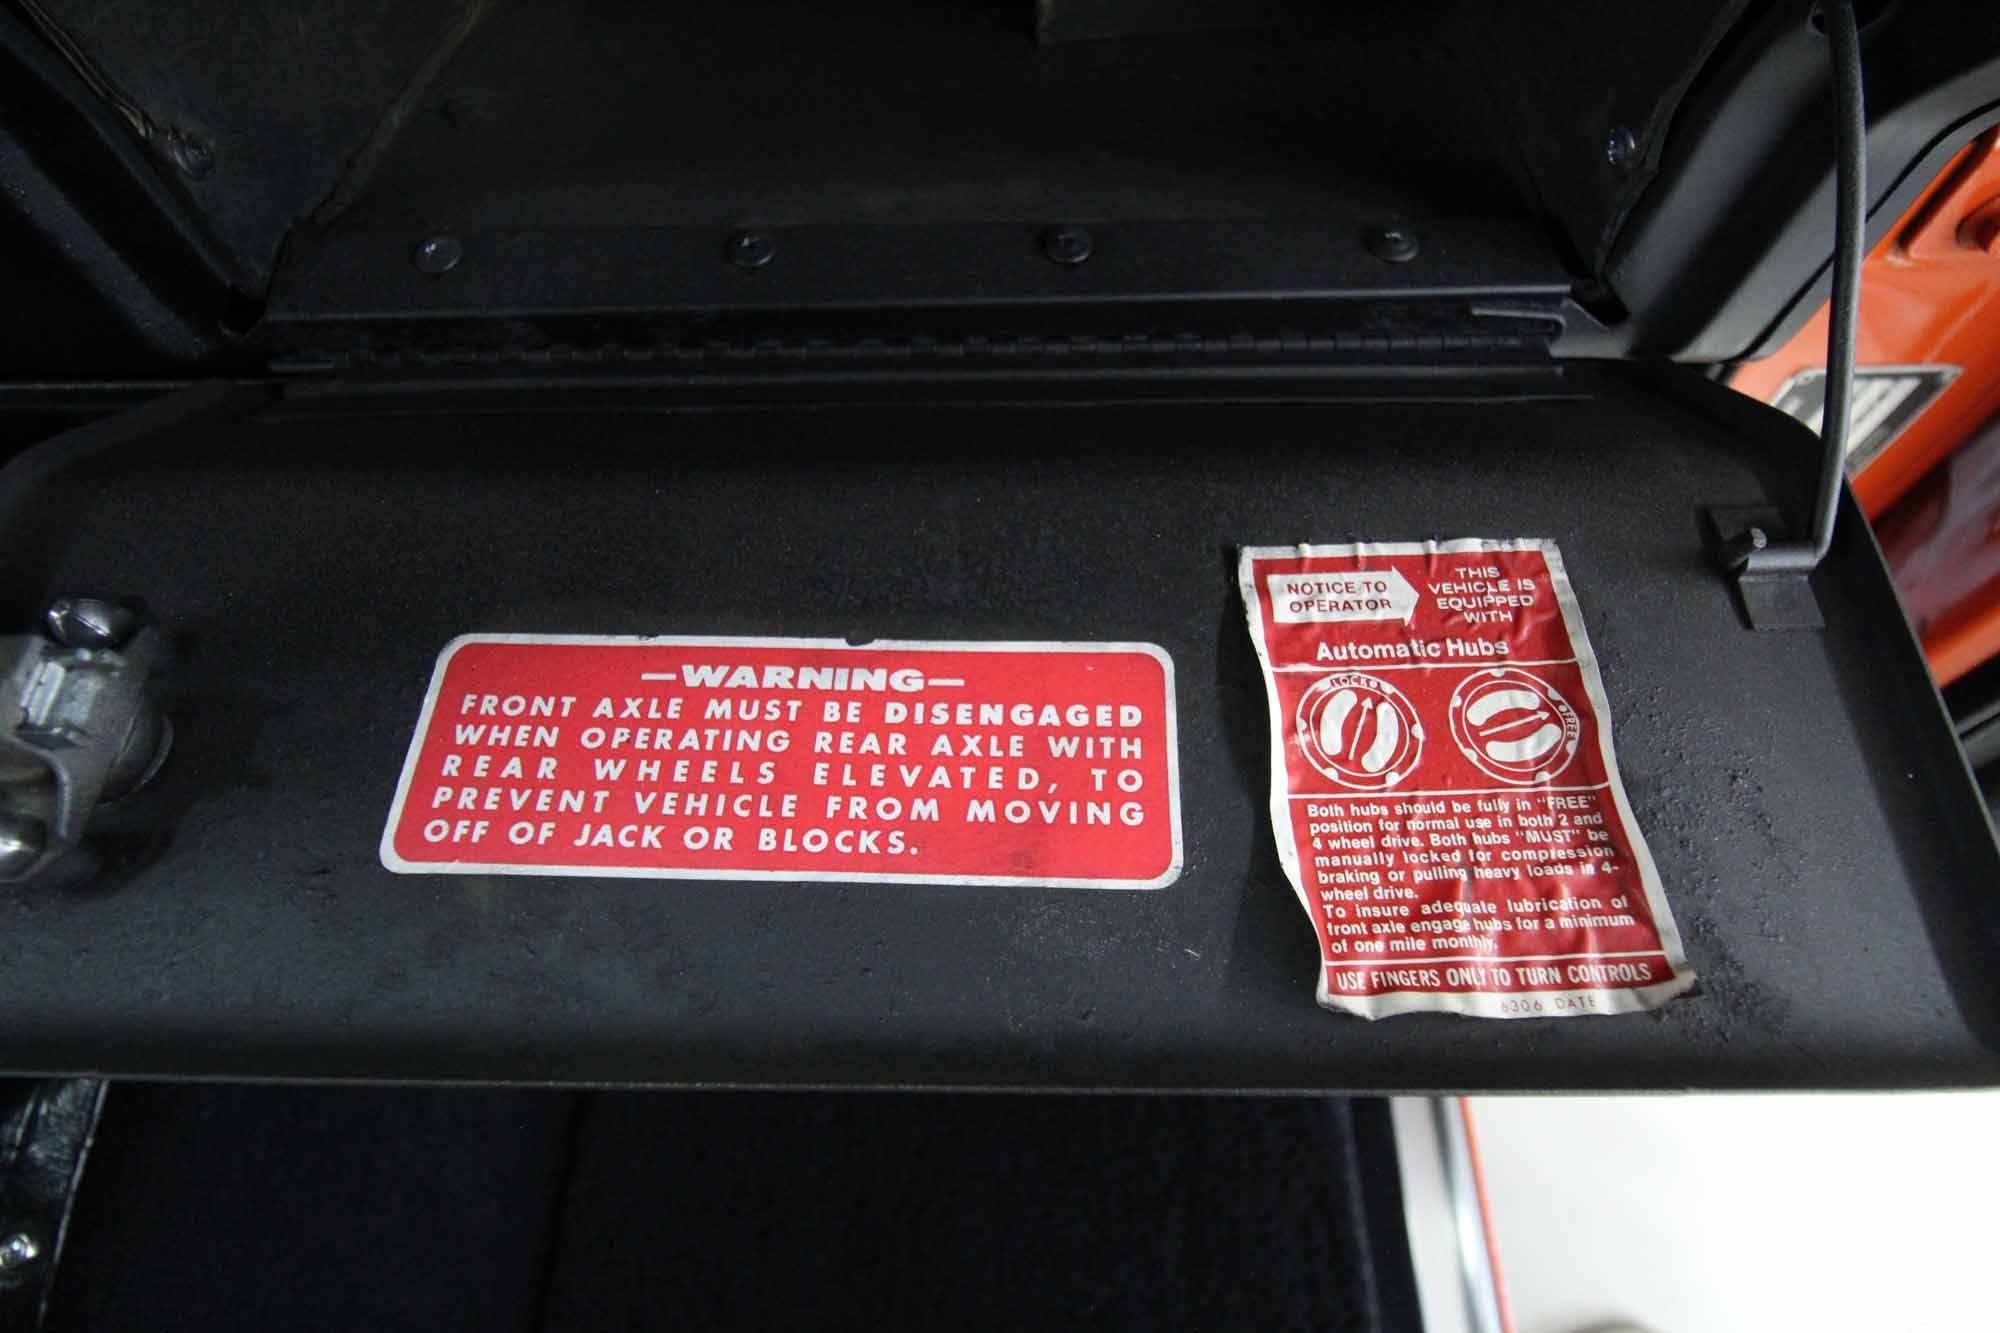 —WARNING—
FRONT AXLE MUST BE DISENGAGED
WHEN OPERATING REAR AXLE WITH
REAR WHEELS ELEVATED, TO
PREVENT VEHICLE FROM MOVING
OFF OF JACK OR BLOCKS.
NOTICE TO
OPERATOR
THIS
VEHICLE IS
EQUIPPED
WITH
Automatic Hubs
LOCK
FREE
Both hubs should be fully in "FREE"
position for normal use in both 2 and
4 wheel drive. Both hubs "MUST" be
manually locked for compression
braking or pulling heavy loads in 4-
wheel drive.
To insure adequate lubrication of
front axle engage hubs for a minimum
of one mile monthly.
USE FINGERS ONLY TO TURN CONTROLS
6306 DATE